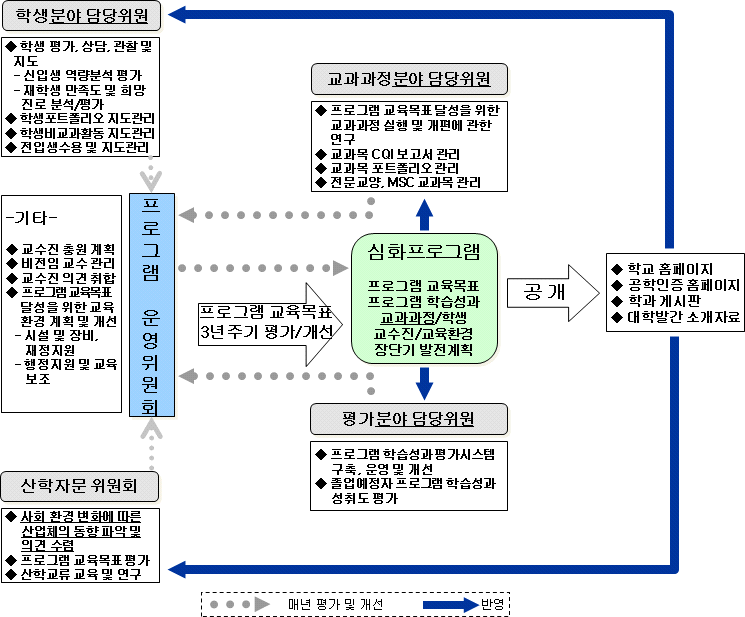 학생분야 담당위원
◆ 학생 평가, 상담, 관찰 및
지도
- 신입생 역량분석 평가
- 재학생 만족도 및 희망
진로 분석/평가
◆ 학생포트폴리오 지도관리
◆ 학생비교과활동 지도관리
◆ 전입생수용 및 지도관리
교과과정분야 담당위원
◆ 프로그램 교육목표 달성을 위한
교과과정 실행 및 개편에 관한
연구
◆ 교과목 CQI 보고서 관리
◆ 교과목 포트폴리오 관리
◆ 전문교양, MSC 교과목 관리
-기타-
◆ 교수진 충원 계획
◆ 비전임 교수 관리
◆ 교수진 의견 취합
◆ 프로그램 교육목표
달성을 위한 교육
환경 계획 및 개선
- 시설 및 장비,
재정지원
- 행정지원 및 교육
보조
프로그램 운영위원회
프로그램 교육목표
3년 주기 평가/개선
심화프로그램
프로그램 교육목표
프로그램 학습성과
교과과정/학생
교수진/교육환경
장단기 발전계획
공 개
◆ 학교 홈페이지
◆ 공학인증 홈페이지
◆ 학과 게시판
◆ 대학발간 소개자료
평가분야 담당위원
◆ 프로그램 학습성과 평가시스템
구축, 운영 및 개선
◆ 졸업예정자 프로그램 학습성과
성취도 평가
산학자문 위원회
◆ 사회 환경 변화에 따른
산업체의 동향 파악 및
의견 수렴
◆ 프로그램 교육목표 평가
◆ 산학교류 교육 및 연구
매년 평가 및 개선
반영